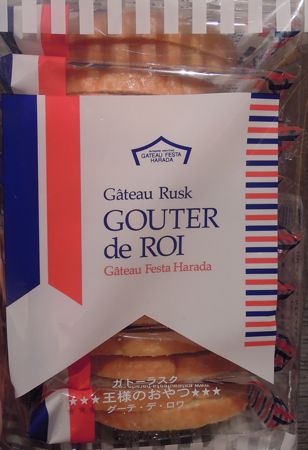 GATEAU FESTA
HARADA
Gâteau Rusk
GOUTER
de ROI
Gâteau Festa Harada
ガトーラスク
★★★王様のおやつ★★★
グーテ・デ・ロワ